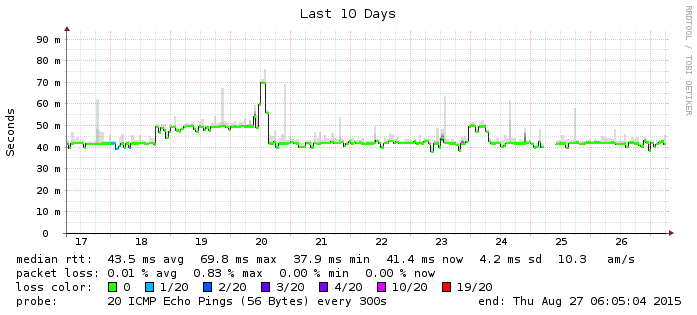 Last 10 Days
RRDTOOL / TOBI OETIKER
Seconds
90 m
80 m
70 m
60 m
50 m
40 m
30 m
20 m
10 m
0
17 18 19 20 21 22 23 24 25 26
median rtt: 43.5 ms avg 69.8 ms max 37.9 ms min 41.4 ms now 4.2 ms sd 10.3 am/s
packet loss: 0.01 % avg 0.83 % max 0.00 % min 0.00 % now
loss color: 0 1/20 2/20 3/20 4/20 10/20 19/20
probe: 20 ICMP Echo Pings (56 Bytes) every 300s end: Thu Aug 27 06:05:04 2015